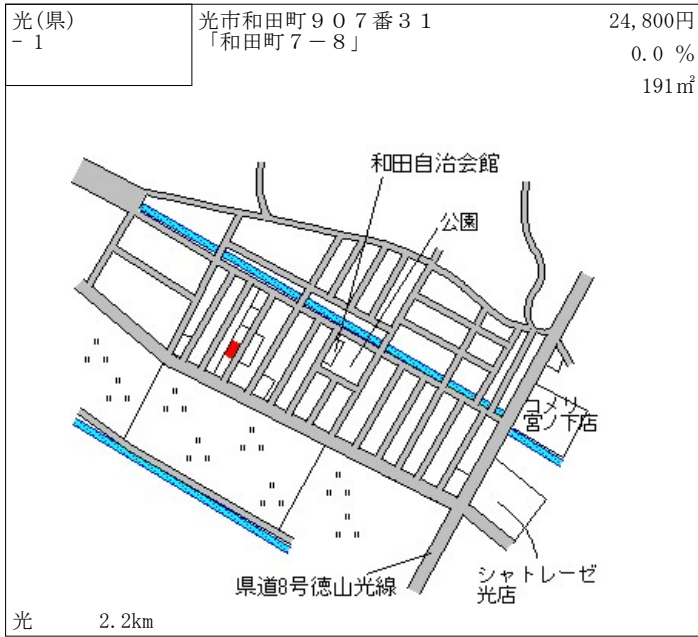 光(県)
- 1
光市和田町９０７番３１
「和田町７－８」
24,800円
0.0 %
191㎡
和田自治会館
公園
コメリ
宮ノ下店
県道8号徳山光線
シャトレーゼ
光店
光 2.2km